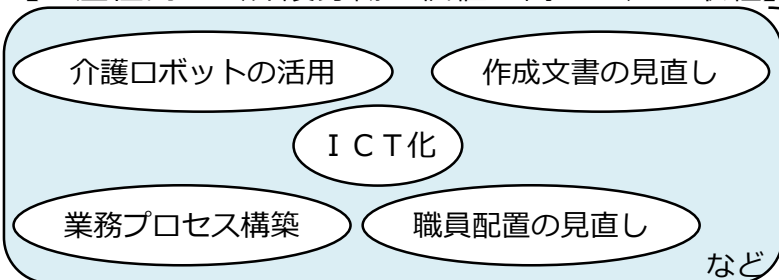 介護ロボットの活用
作成文書の見直し
ＩＣＴ化
業務プロセス構築
職員配置の見直し
など